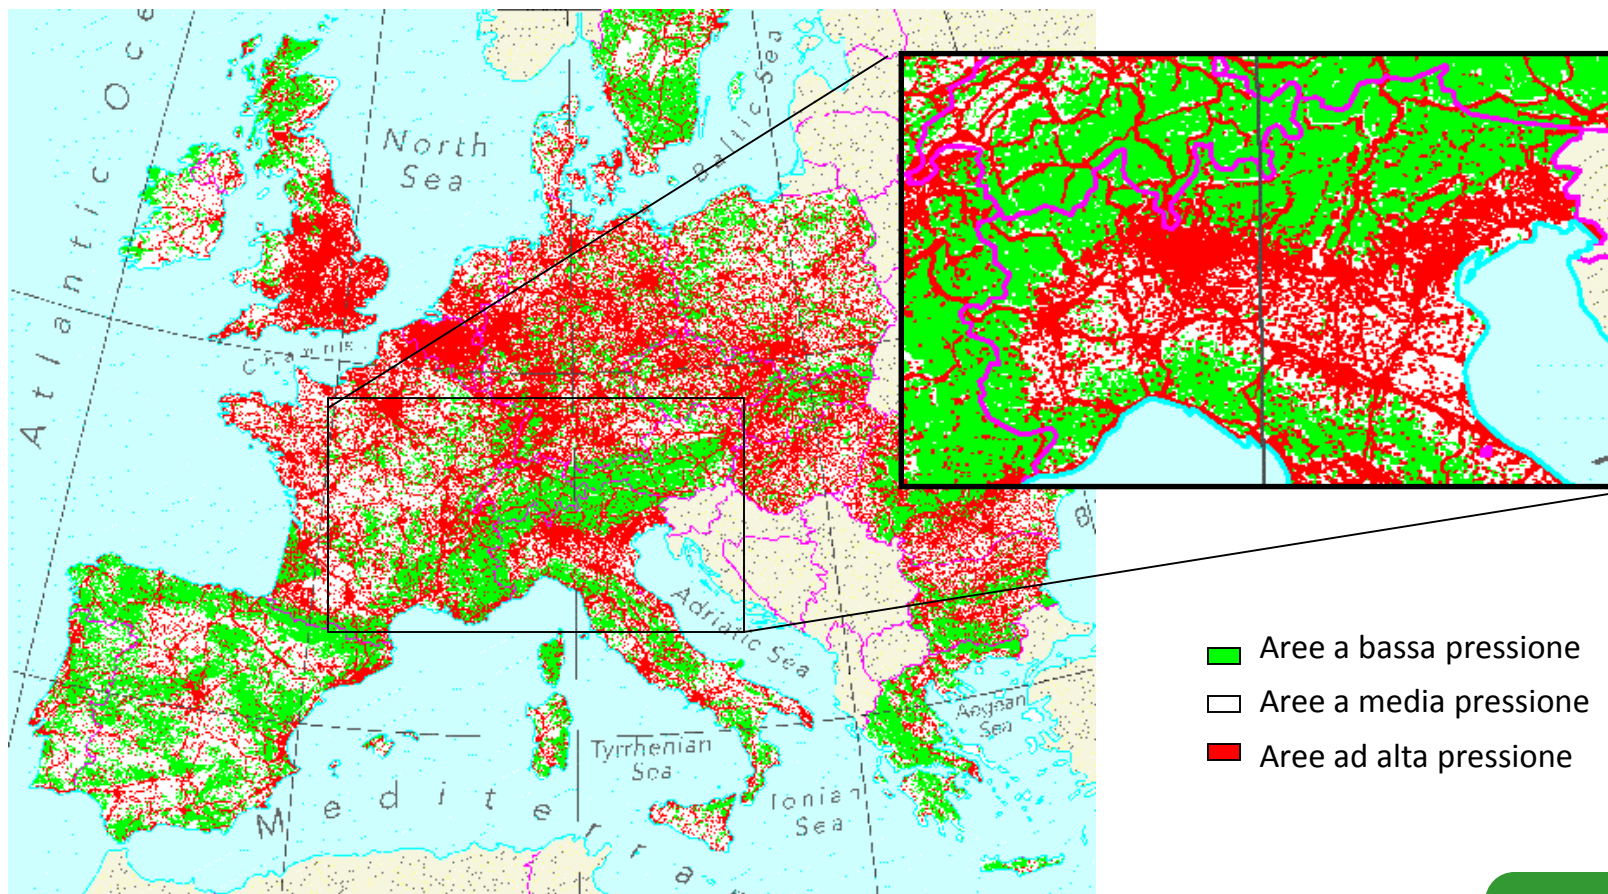 Atlantic Oce
North
Sea
Baltic Sea
Adriatic Sea
Tyrrhenian
Sea
Ionian
Sea
Aegean
Sea
Mediterra
B
Aree a bassa pressione
Aree a media pressione
Aree ad alta pressione